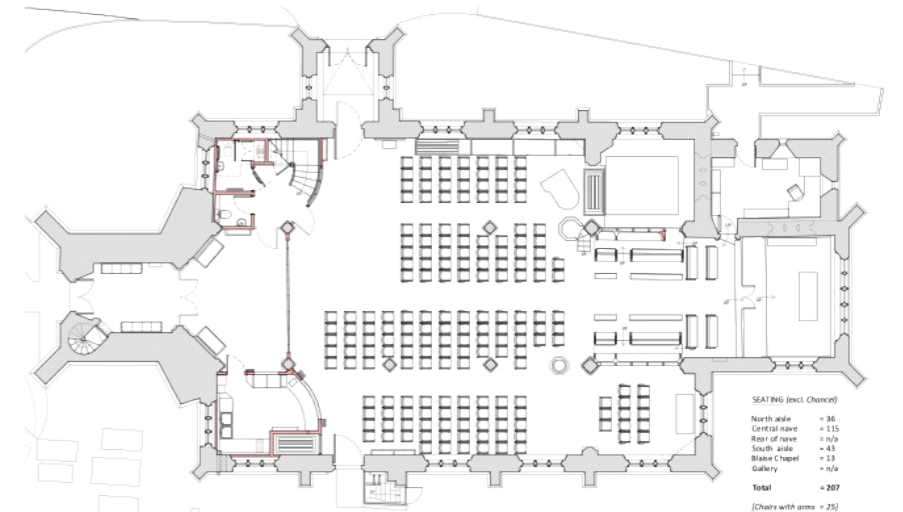 SEATING (excl. Chancel)
North aisle = 36
Central nave = 115
Rear of nave = n/a
South aisle = 43
Blaise Chapel = 13
Gallery = n/a
Total = 207
[Chairs with arms = 25]